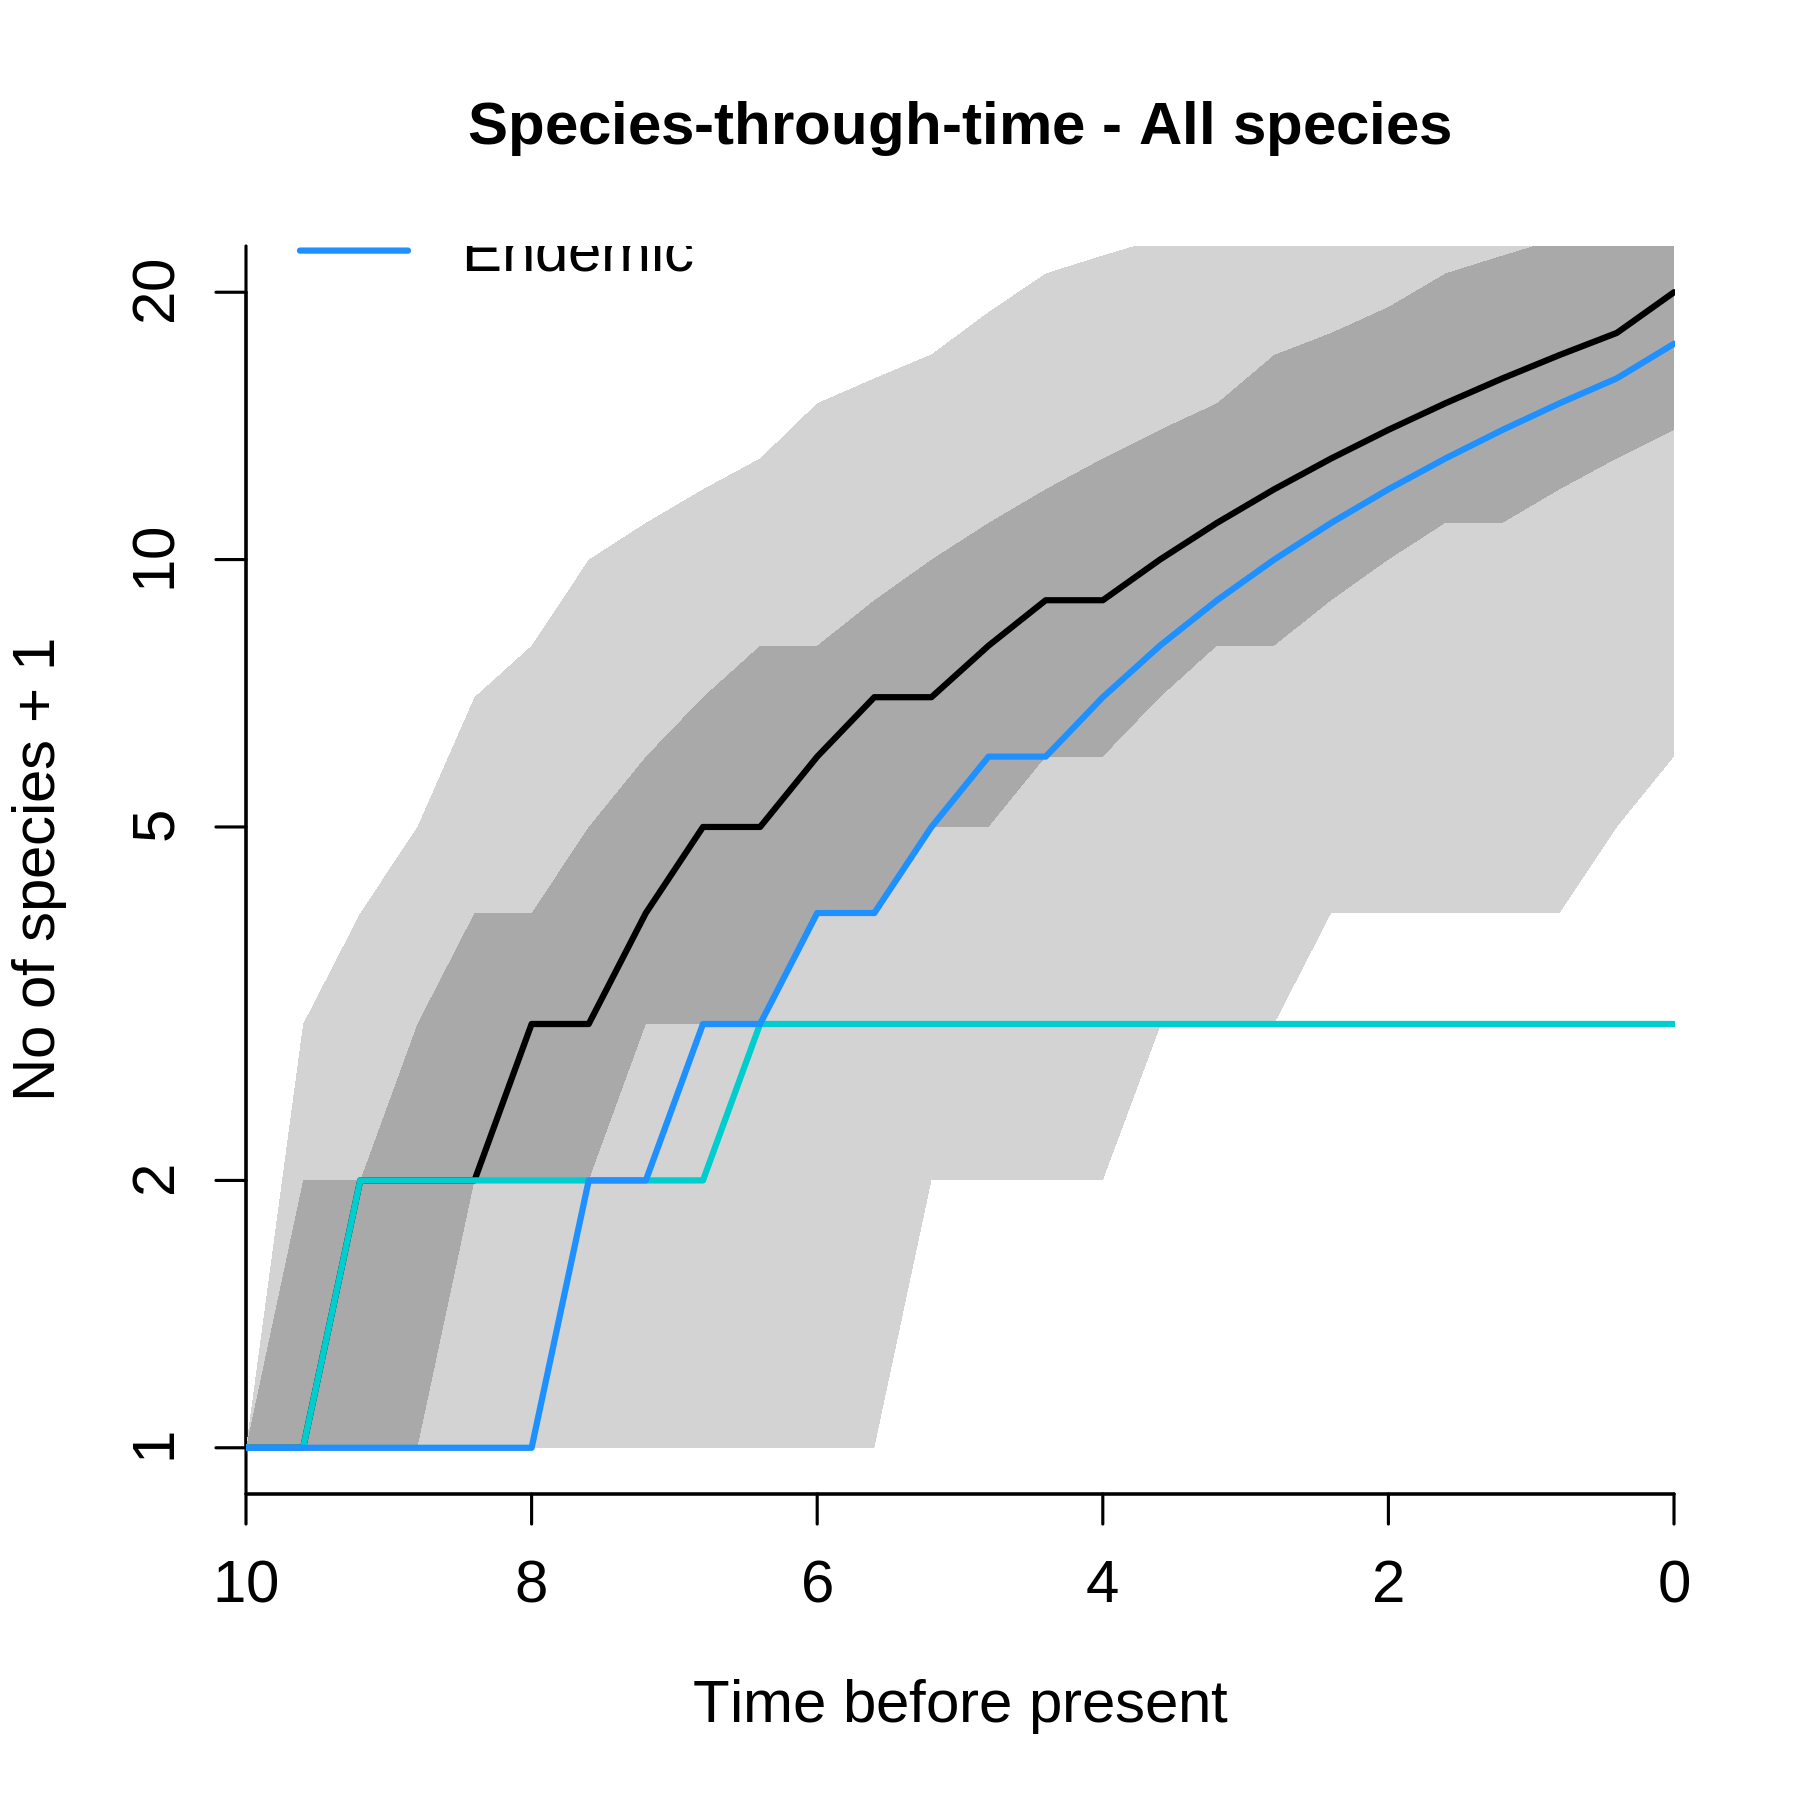 Species-through-time - All species
Endemic
No of species + 1
20
10
5
2
1
10 8 6 4 2 0
Time before present